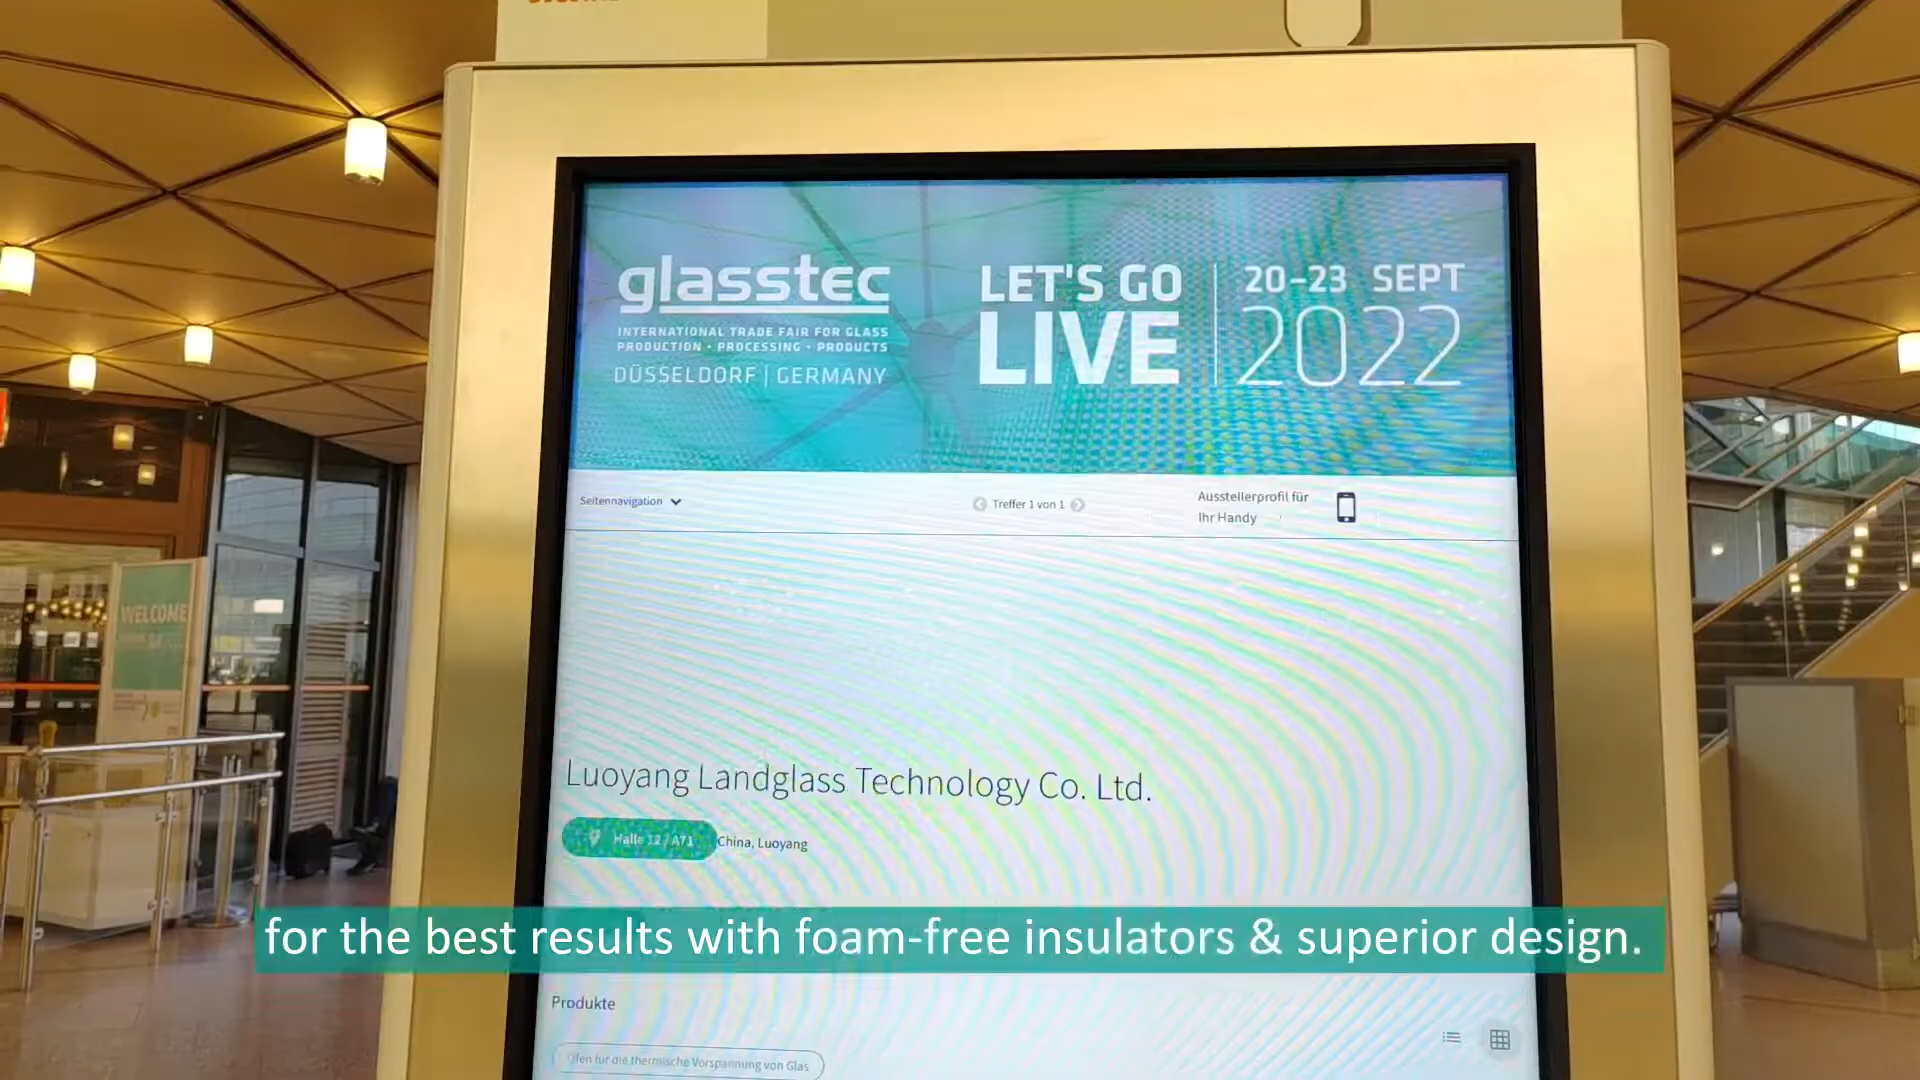 glasstec
INTERNATIONAL TRADE FAIR FOR GLASS
PRODUCTION • PROCESSING • PRODUCTS
DÜSSELDORF | GERMANY
LET'S GO
LIVE
20-23 SEPT
2022
Seitennavigation
Treffer 1 von 1
Ausstellerprofil für
Ihr Handy
WELCOME
Luoyang Landglass Technology Co. Ltd.
Halle 12 / A71
China, Luoyang
for the best results with foam-free insulators & superior design.
Produkte
Öfen für die thermische Vorspannung von Glas